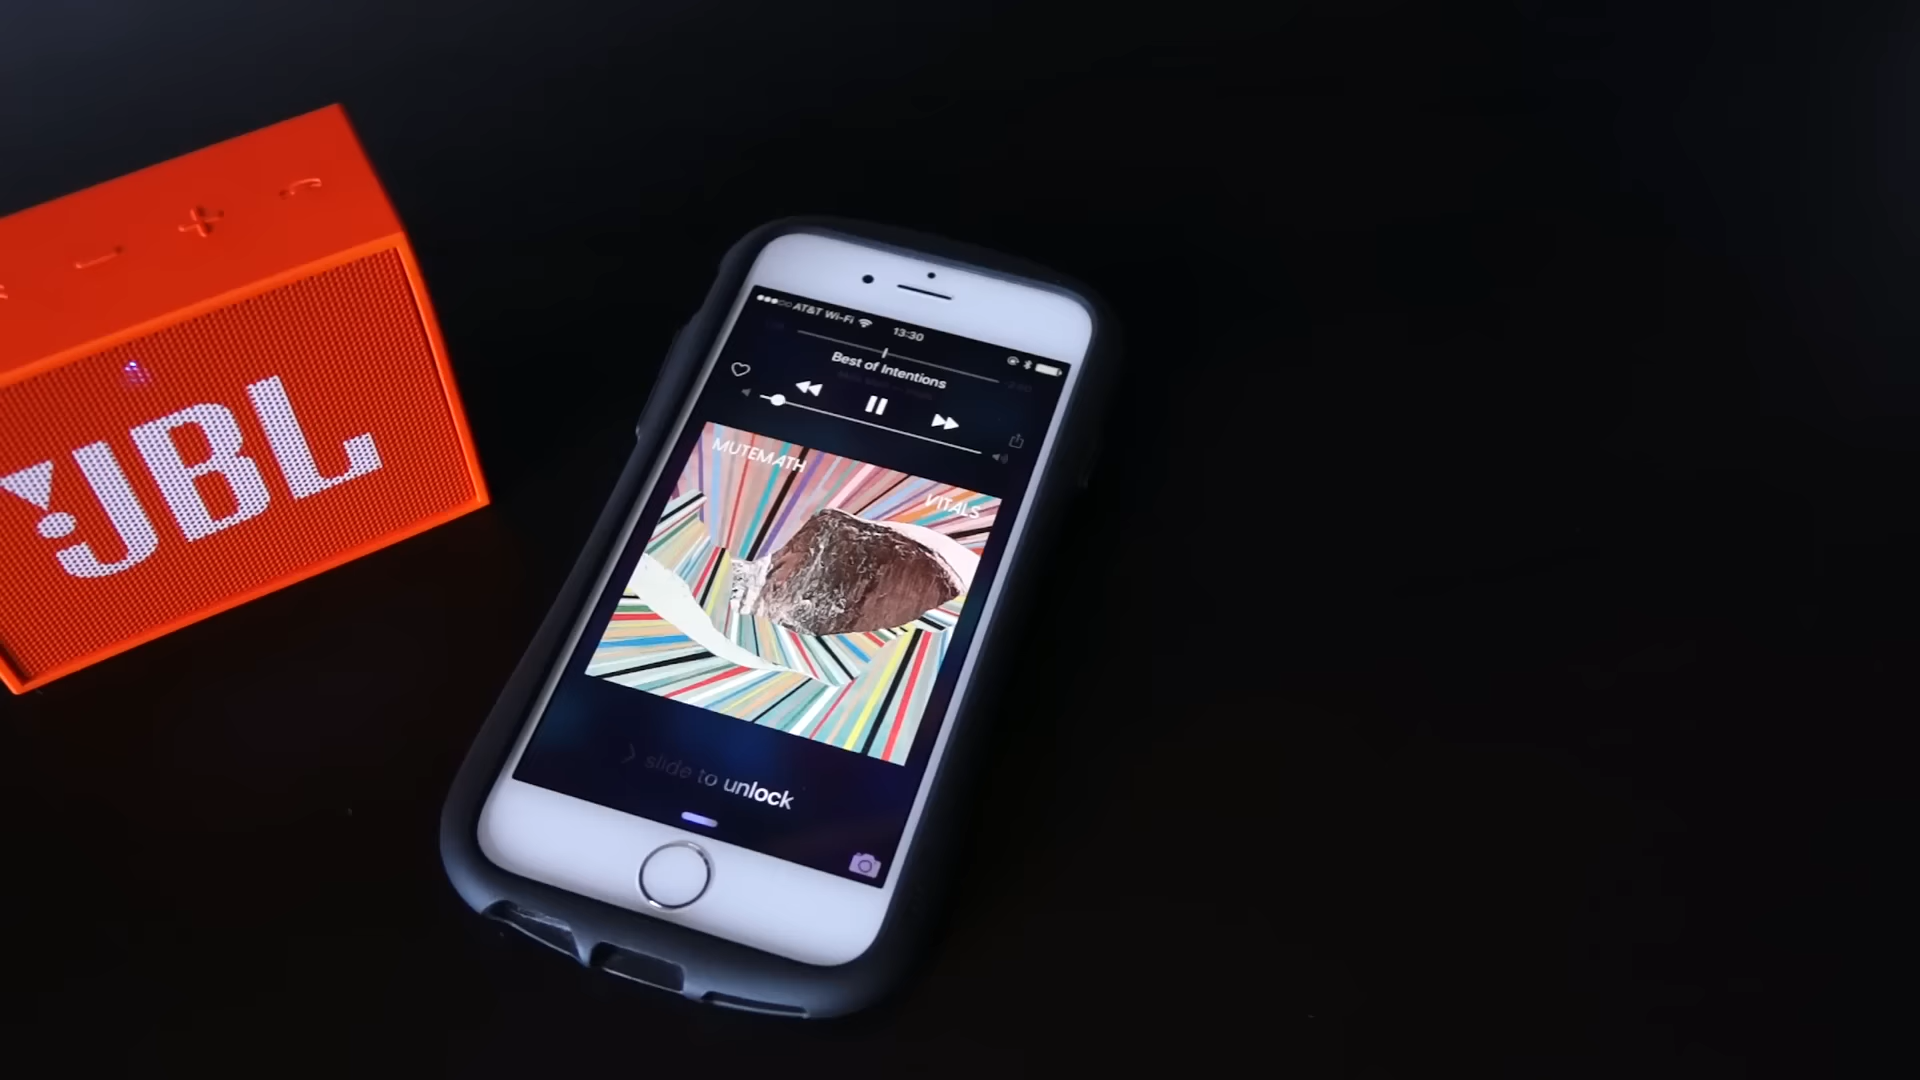 JBL
AT&T Wi-Fi 13:30
Best of Intentions
MUTEMATH
VITALS
> slide to unlock